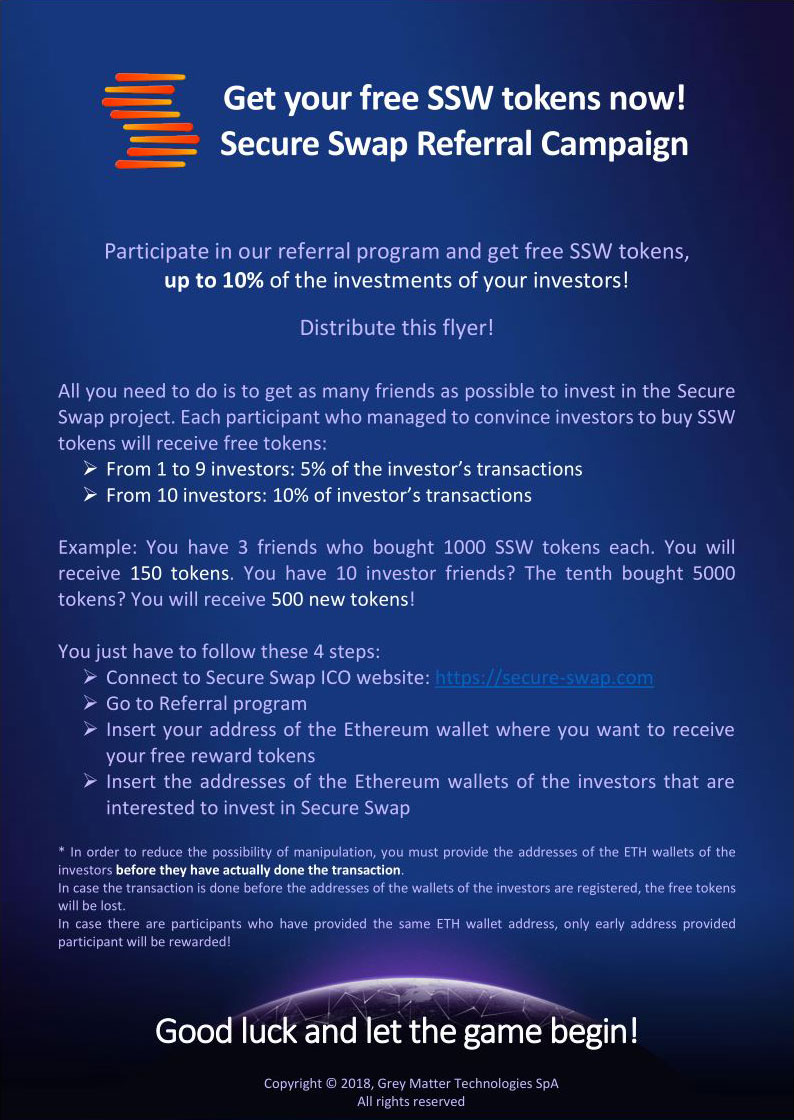 Get your free SSW tokens now!
Secure Swap Referral Campaign
Participate in our referral program and get free SSW tokens,
up to 10% of the investments of your investors!
Distribute this flyer!
All you need to do is to get as many friends as possible to invest in the Secure
Swap project. Each participant who managed to convince investors to buy SSW
tokens will receive free tokens:
➢ From 1 to 9 investors: 5% of the investor’s transactions
➢ From 10 investors: 10% of investor’s transactions
Example: You have 3 friends who bought 1000 SSW tokens each. You will
receive 150 tokens. You have 10 investor friends? The tenth bought 5000
tokens? You will receive 500 new tokens!
You just have to follow these 4 steps:
➢ Connect to Secure Swap ICO website: https://secure-swap.com
➢ Go to Referral program
➢ Insert your address of the Ethereum wallet where you want to receive
your free reward tokens
➢ Insert the addresses of the Ethereum wallets of the investors that are
interested to invest in Secure Swap
* In order to reduce the possibility of manipulation, you must provide the addresses of the ETH wallets of the
investors before they have actually done the transaction.
In case the transaction is done before the addresses of the wallets of the investors are registered, the free tokens
will be lost.
In case there are participants who have provided the same ETH wallet address, only early address provided
participant will be rewarded!
Good luck and let the game begin!
Copyright © 2018, Grey Matter Technologies SpA
All rights reserved